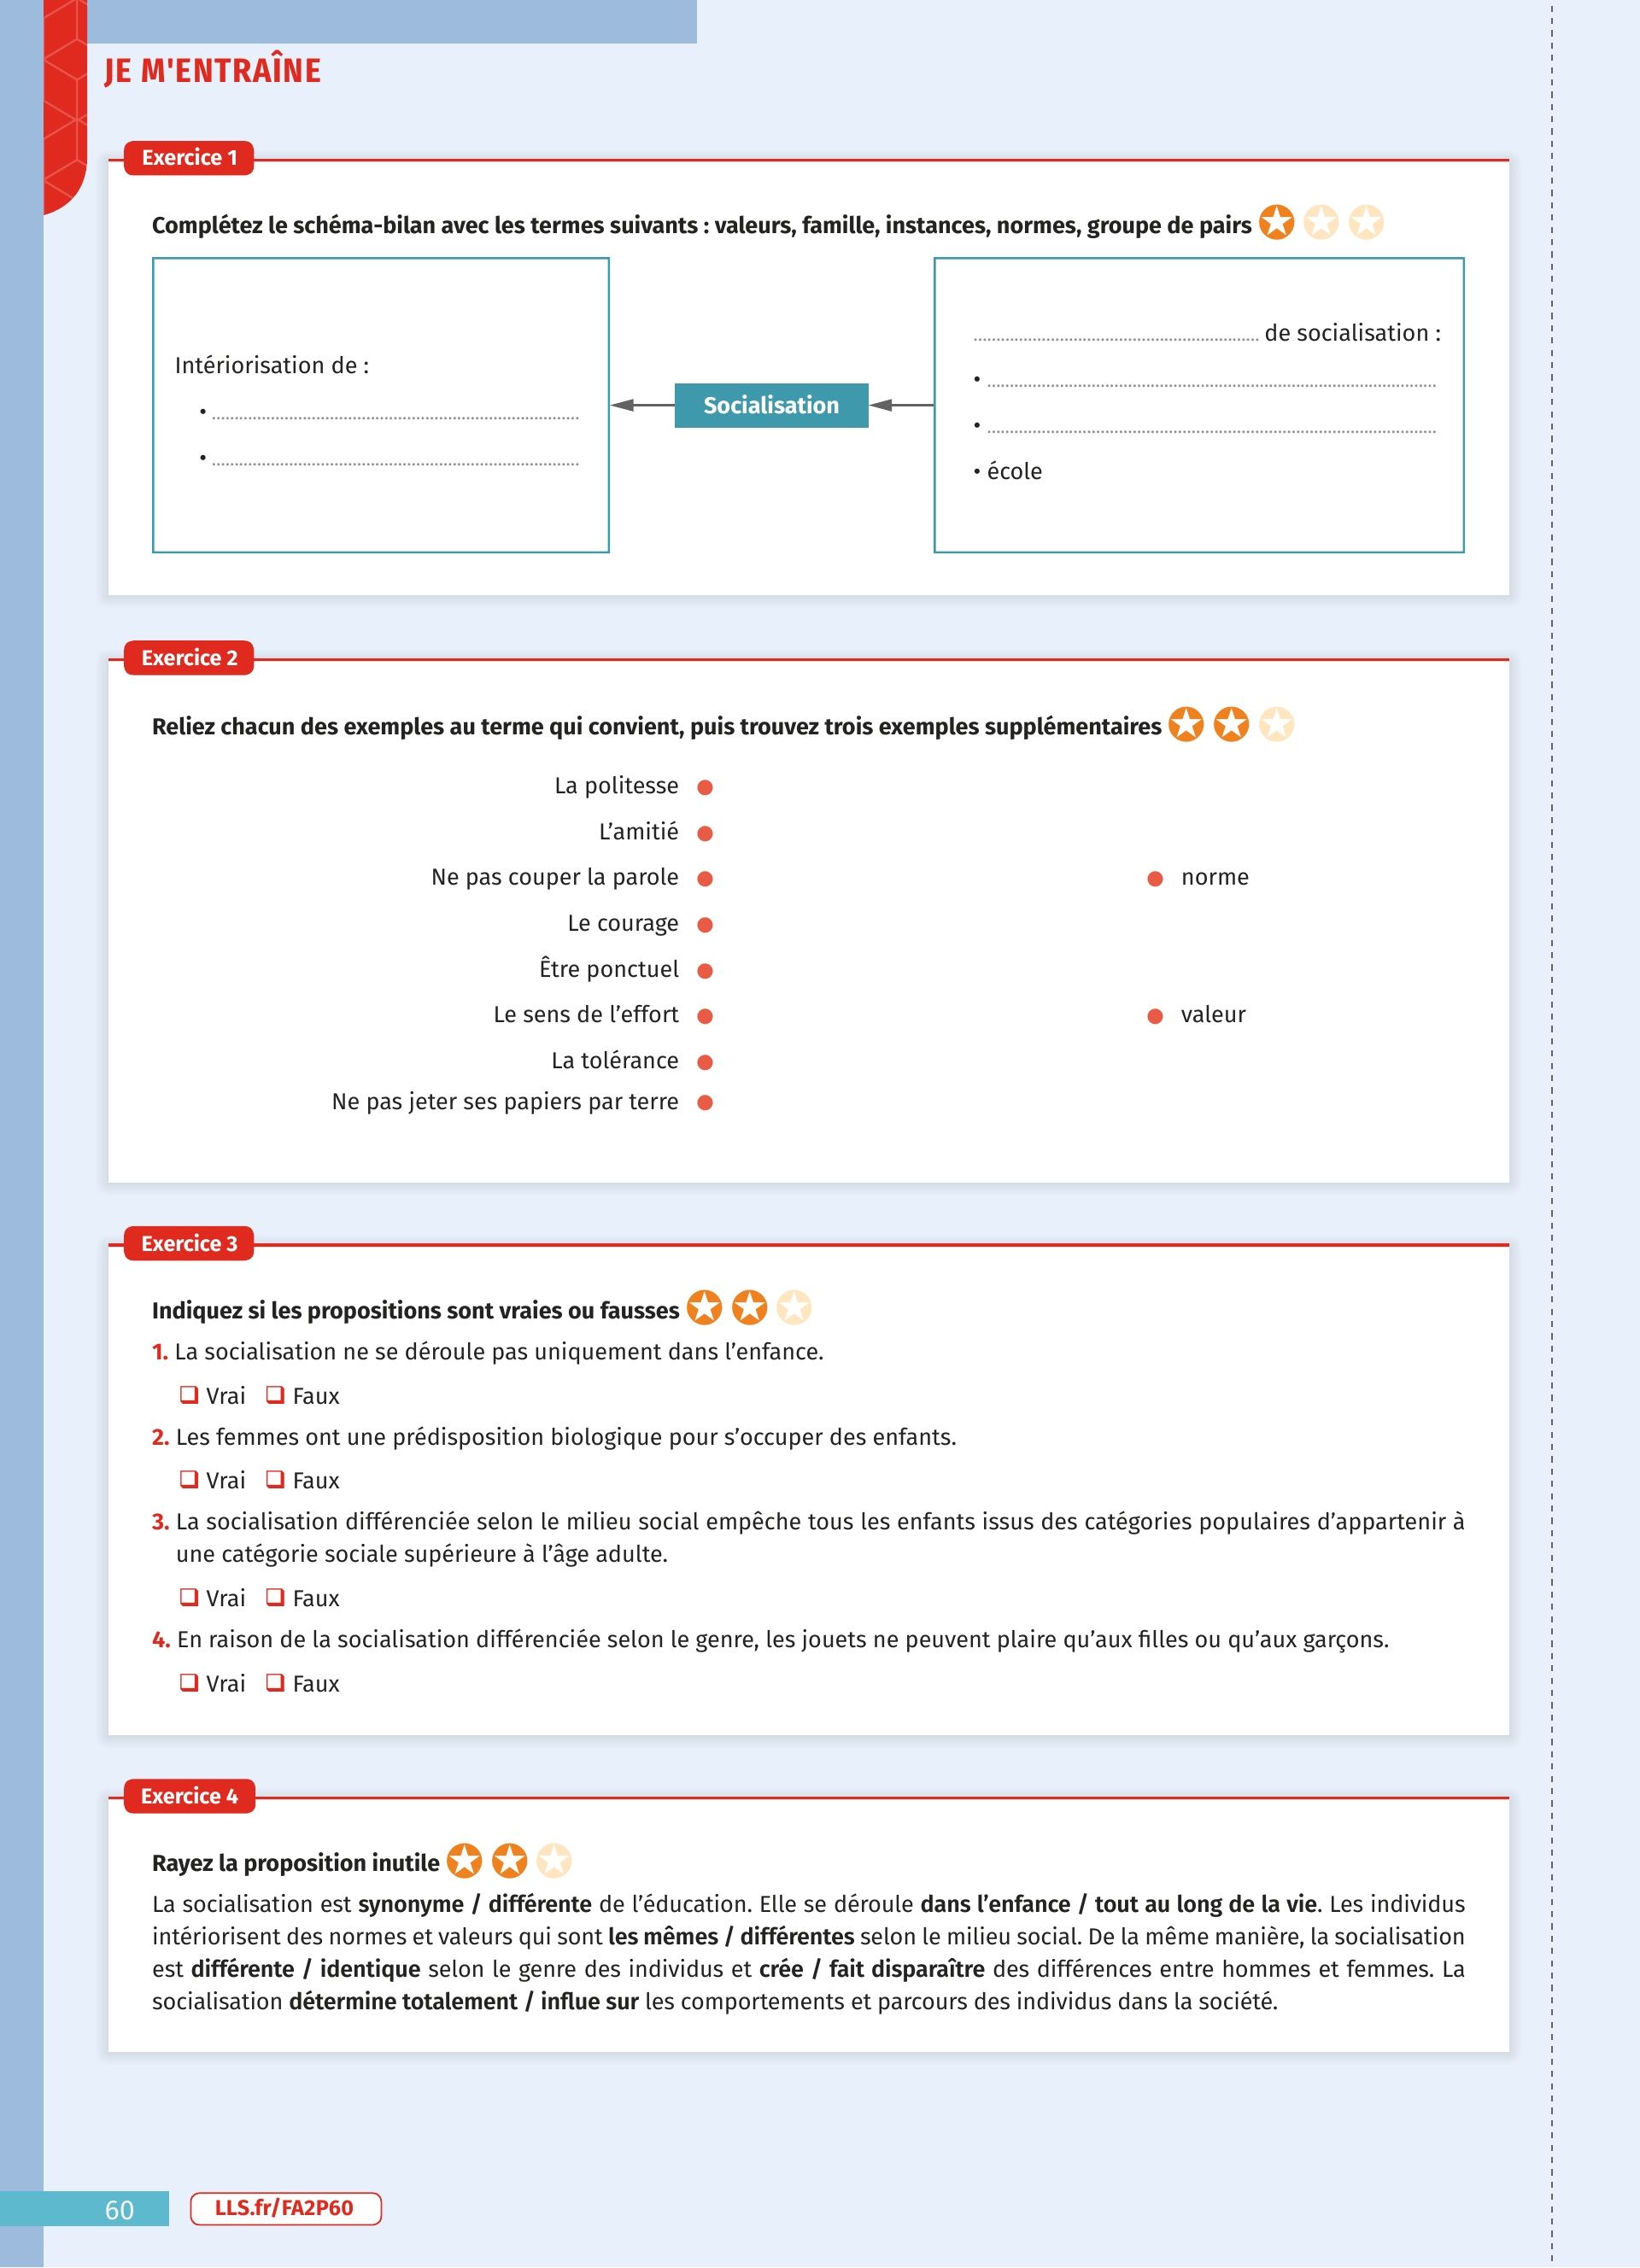 JE M'ENTRAÎNE
Exercice 1
Complétez le schéma-bilan avec les termes suivants : valeurs, famille, instances, normes, groupe de pairs
Intériorisation de :
•
•
Socialisation
de socialisation :
•
•
• école
Exercice 2
Reliez chacun des exemples au terme qui convient, puis trouvez trois exemples supplémentaires
La politesse
L’amitié
Ne pas couper la parole
norme
Le courage
Être ponctuel
Le sens de l’effort
valeur
La tolérance
Ne pas jeter ses papiers par terre
Exercice 3
Indiquez si les propositions sont vraies ou fausses
1. La socialisation ne se déroule pas uniquement dans l’enfance.
❑ Vrai ❑ Faux
2. Les femmes ont une prédisposition biologique pour s’occuper des enfants.
❑ Vrai ❑ Faux
3. La socialisation différenciée selon le milieu social empêche tous les enfants issus des catégories populaires d’appartenir à
une catégorie sociale supérieure à l’âge adulte.
❑ Vrai ❑ Faux
4. En raison de la socialisation différenciée selon le genre, les jouets ne peuvent plaire qu’aux filles ou qu’aux garçons.
❑ Vrai ❑ Faux
Exercice 4
Rayez la proposition inutile
La socialisation est synonyme / différente de l’éducation. Elle se déroule dans l’enfance / tout au long de la vie. Les individus
intériorisent des normes et valeurs qui sont les mêmes / différentes selon le milieu social. De la même manière, la socialisation
est différente / identique selon le genre des individus et crée / fait disparaître des différences entre hommes et femmes. La
socialisation détermine totalement / influe sur les comportements et parcours des individus dans la société.
60
LLS.fr/FA2P60